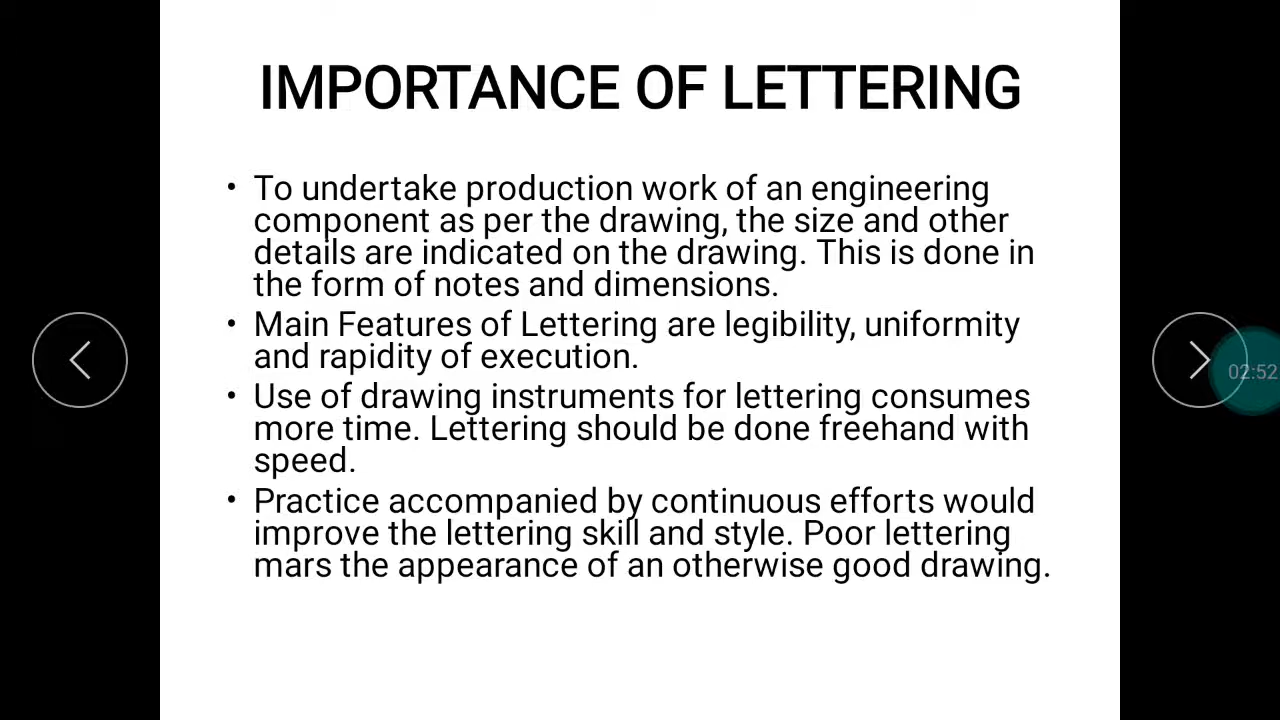 IMPORTANCE OF LETTERING
• To undertake production work of an engineering
component as per the drawing, the size and other
details are indicated on the drawing. This is done in
the form of notes and dimensions.
• Main Features of Lettering are legibility, uniformity
and rapidity of execution.
• Use of drawing instruments for lettering consumes
more time. Lettering should be done freehand with
speed.
• Practice accompanied by continuous efforts would
improve the lettering skill and style. Poor lettering
mars the appearance of an otherwise good drawing.
02:52